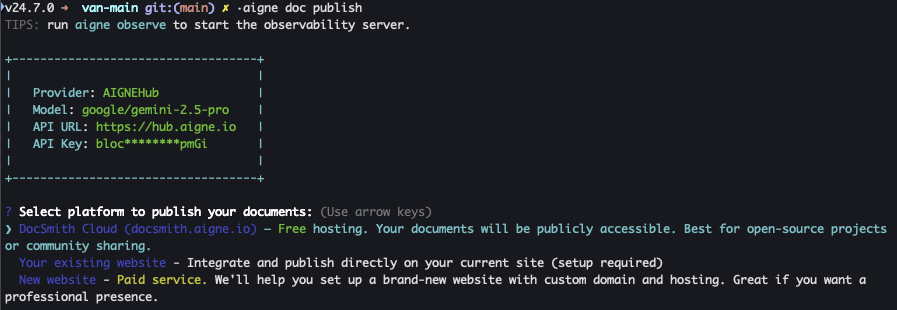 v24.7.0 → van-main git:(main) ✗ ·aigne doc publish
TIPS: run aigne observe to start the observability server.
+-----------------------------------+
|                                   |
|   Provider: AIGNEHub              |
|   Model: google/gemini-2.5-pro    |
|   API URL: https://hub.aigne.io   |
|   API Key: bloc********pmGi       |
|                                   |
+-----------------------------------+
? Select platform to publish your documents: (Use arrow keys)
❯ DocSmith Cloud (docsmith.aigne.io) – Free hosting. Your documents will be publicly accessible. Best for open-source projects
or community sharing.
  Your existing website - Integrate and publish directly on your current site (setup required)
  New website - Paid service. We'll help you set up a brand-new website with custom domain and hosting. Great if you want a
professional presence.